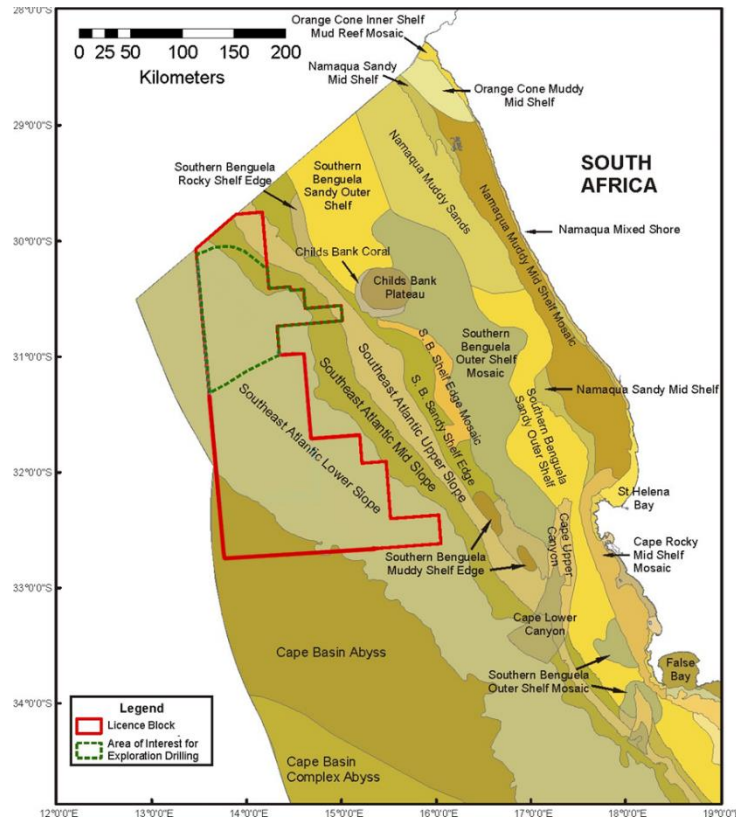 Orange Cone Inner Shelf
Mud Reef Mosaic
0 25 50 100 150 200
Kilometers
Namaqua Sandy
Mid Shelf
Orange Cone Muddy
Mid Shelf
Southern Benguela
Rocky Shelf Edge
Southern
Benguela
Sandy Outer
Shelf
Namaqua Muddy Sands
SOUTH
AFRICA
Namaqua Muddy Mid Shelf Mosaic
Namaqua Mixed Shore
Childs Bank Coral
Childs Bank
Plateau
Southern
Benguela
Outer Shelf
Mosaic
S. B. Shelf Edge Mosaic
S. B. Sandy Shelf Edge
Southeast Atlantic Upper Slope
Southeast Atlantic Mid Slope
Southeast Atlantic Lower Slope
Namaqua Sandy Mid Shelf
Southern Benguela
Sandy Outer Shelf
St Helena
Bay
Cape Rocky
Mid Shelf
Mosaic
Cape Upper
Canyon
Southern Benguela
Muddy Shelf Edge
Cape Lower
Canyon
Southern Benguela
Outer Shelf Mosaic
False
Bay
Cape Basin Abyss
Cape Basin
Complex Abyss
Legend
Licence Block
Area of Interest for
Exploration Drilling
28°0'0"S
29°0'0"S
30°0'0"S
31°0'0"S
32°0'0"S
33°0'0"S
34°0'0"S
12°0'0"E
13°0'0"E
14°0'0"E
15°0'0"E
16°0'0"E
17°0'0"E
18°0'0"E
19°0'0"E